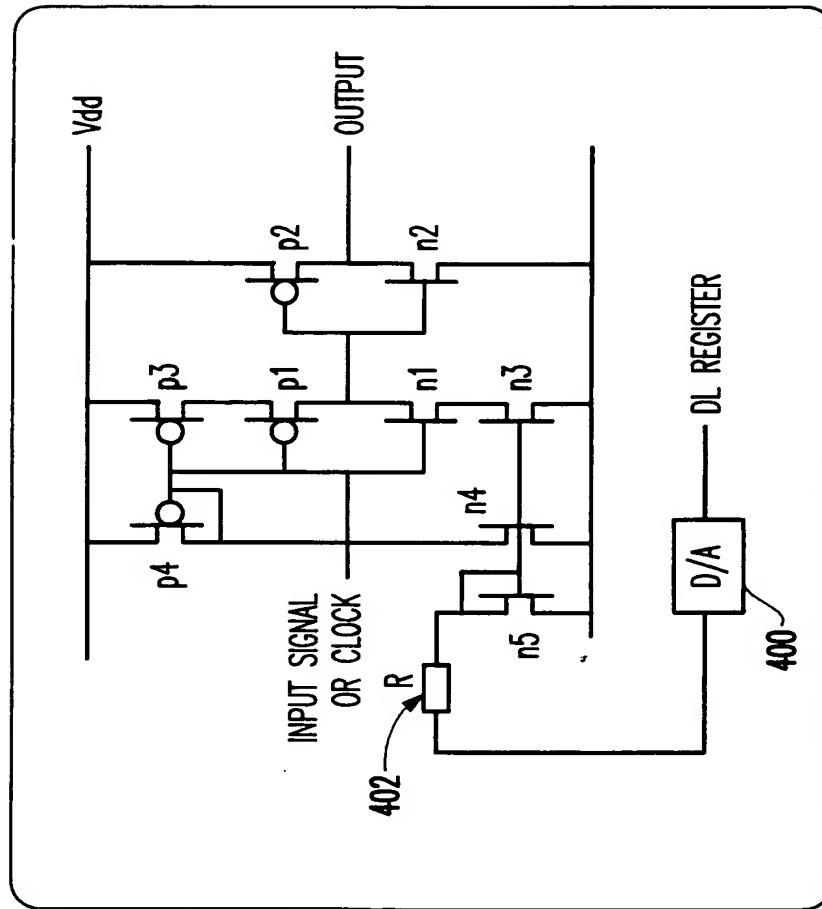 Vdd
p4
p3
p1
p2
OUTPUT
INPUT SIGNAL
OR CLOCK
n1
n2
n4
n3
n5
R
402
D/A
400
DL REGISTER